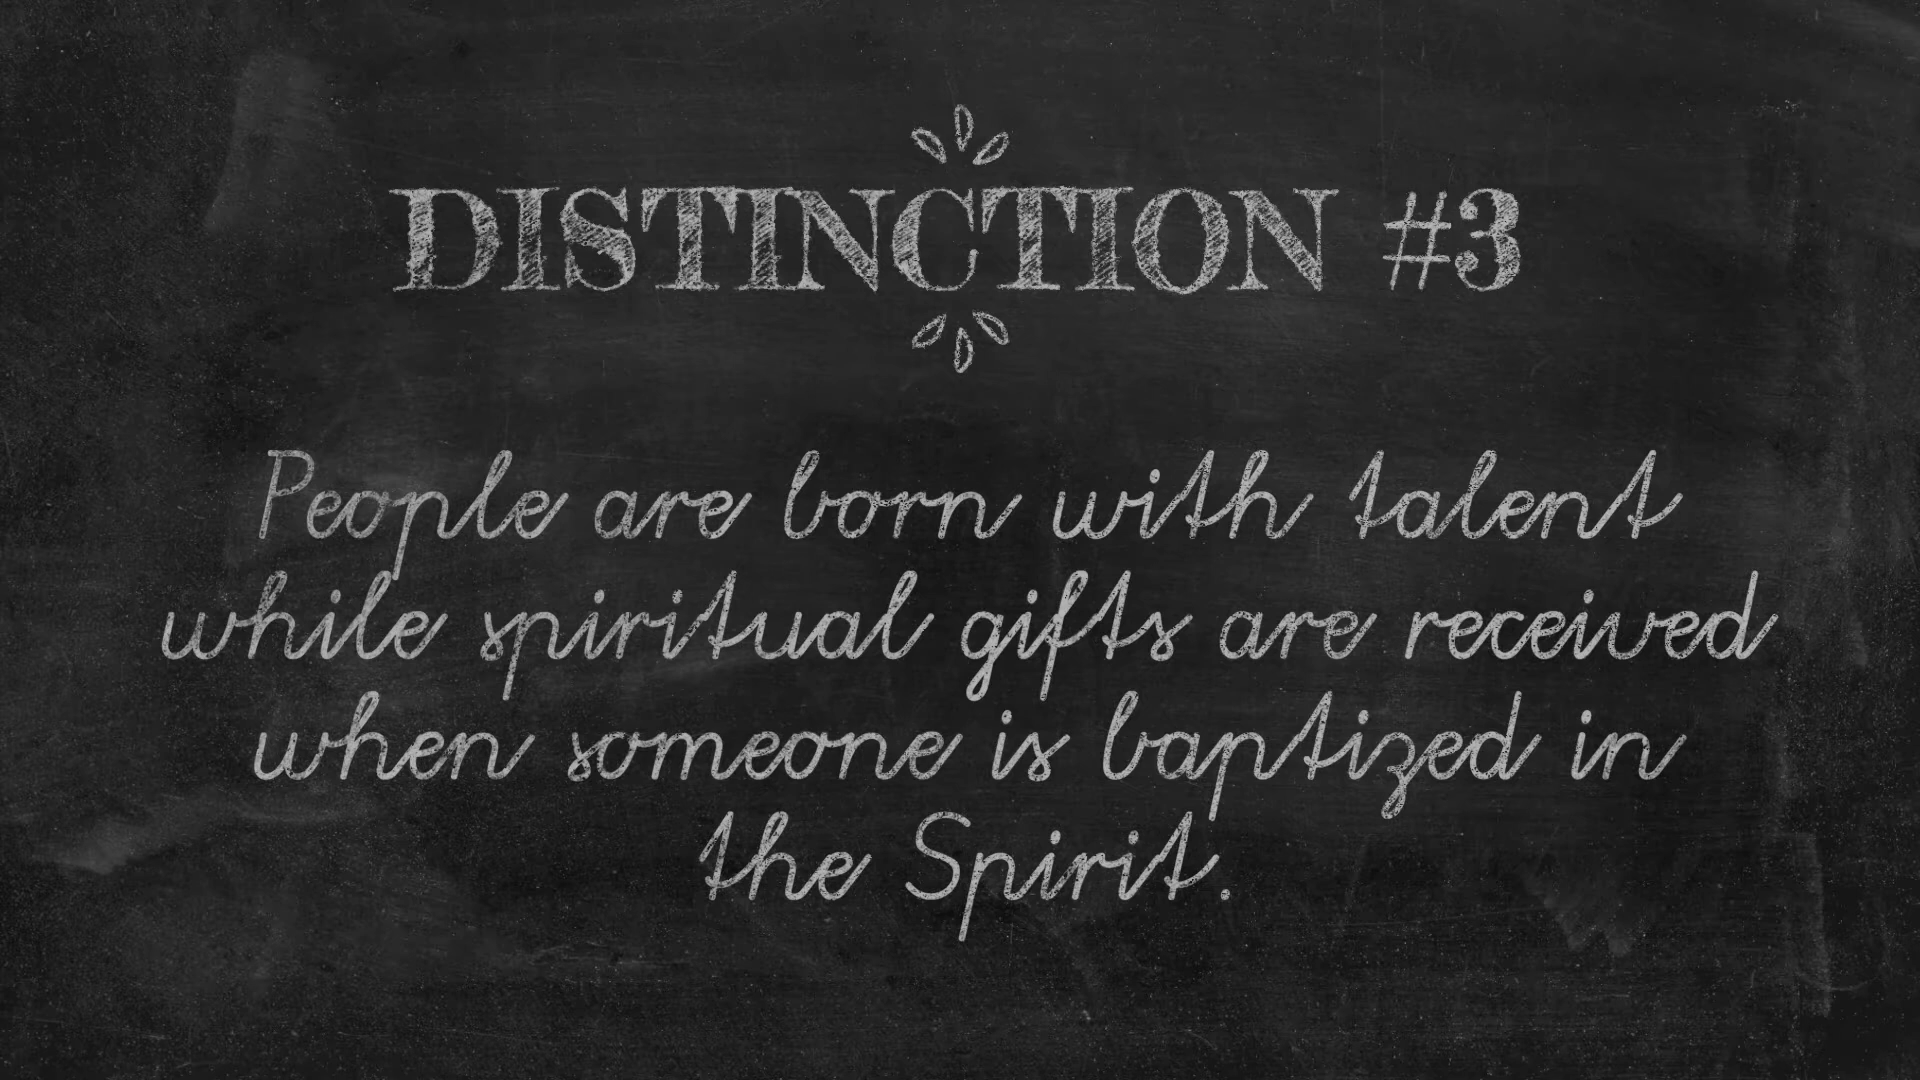 DISTINCTION #3
People are born with talent
while spiritual gifts are received
when someone is baptized in
the Spirit.